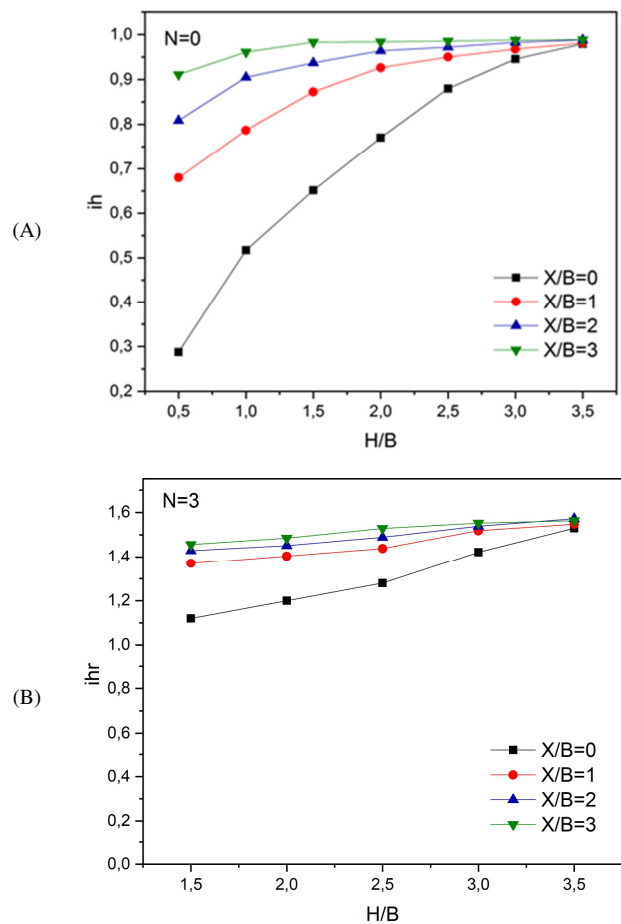 (A)
N=0
ih
1,0
0,9
0,8
0,7
0,6
0,5
0,4
0,3
0,2
X/B=0
X/B=1
X/B=2
X/B=3
0,5 1,0 1,5 2,0 2,5 3,0 3,5
H/B
(B)
N=3
ihr
1,6
1,4
1,2
1,0
0,8
0,6
0,4
0,2
0,0
X/B=0
X/B=1
X/B=2
X/B=3
1,5 2,0 2,5 3,0 3,5
H/B